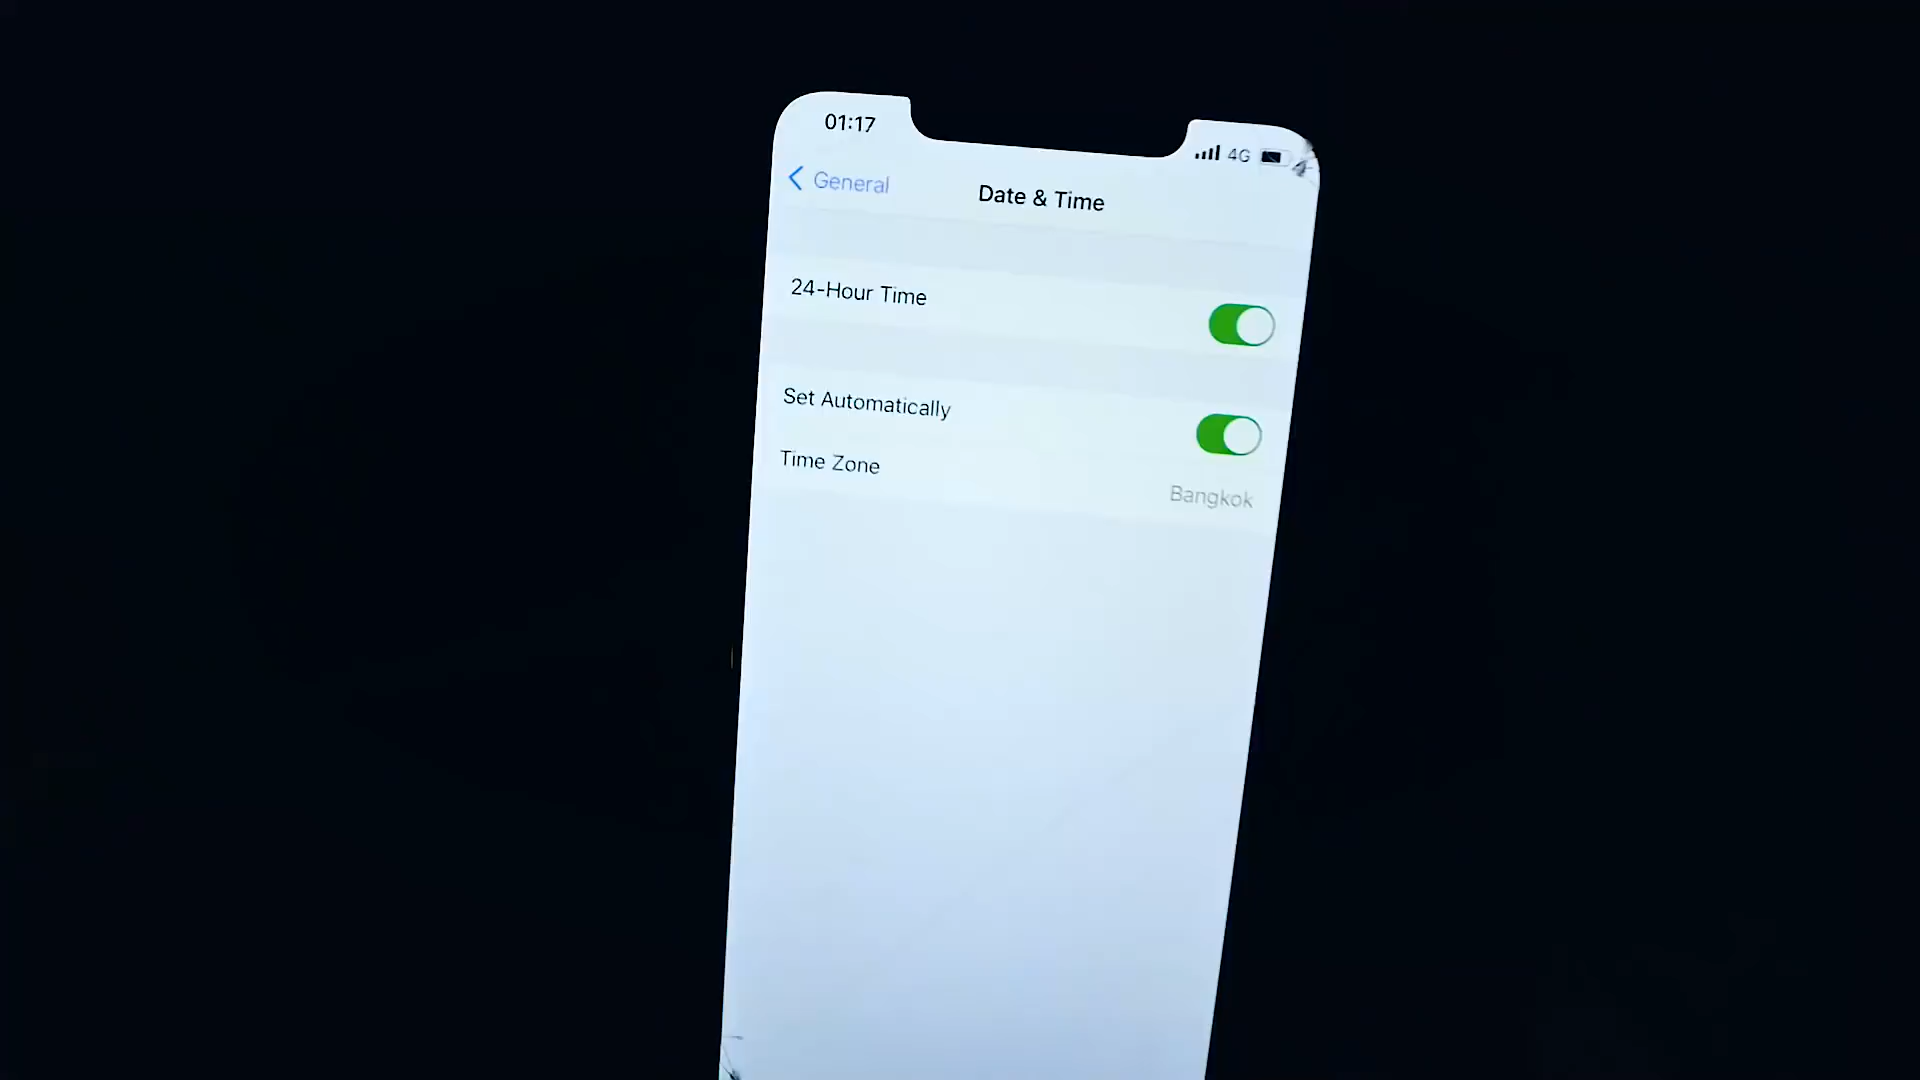 01:17
4G
General
Date & Time
24-Hour Time
Set Automatically
Time Zone
Bangkok